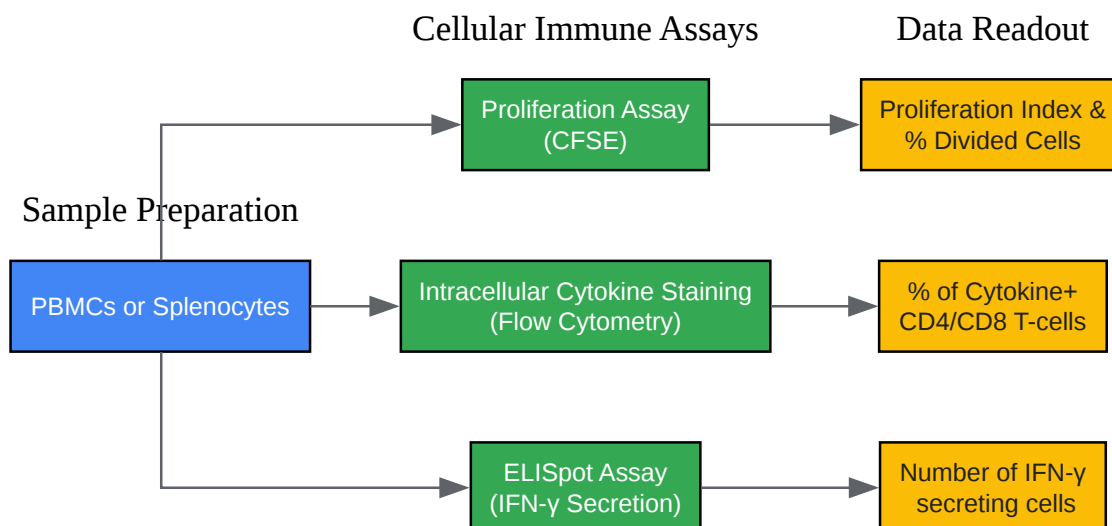 Cellular Immune Assays
Data Readout
Proliferation Assay
(CFSE)
Proliferation Index &
% Divided Cells
Sample Preparation
PBMCs or Splenocytes
Intracellular Cytokine Staining
(Flow Cytometry)
% of Cytokine+
CD4/CD8 T-cells
ELISpot Assay
(IFN-γ Secretion)
Number of IFN-γ
secreting cells